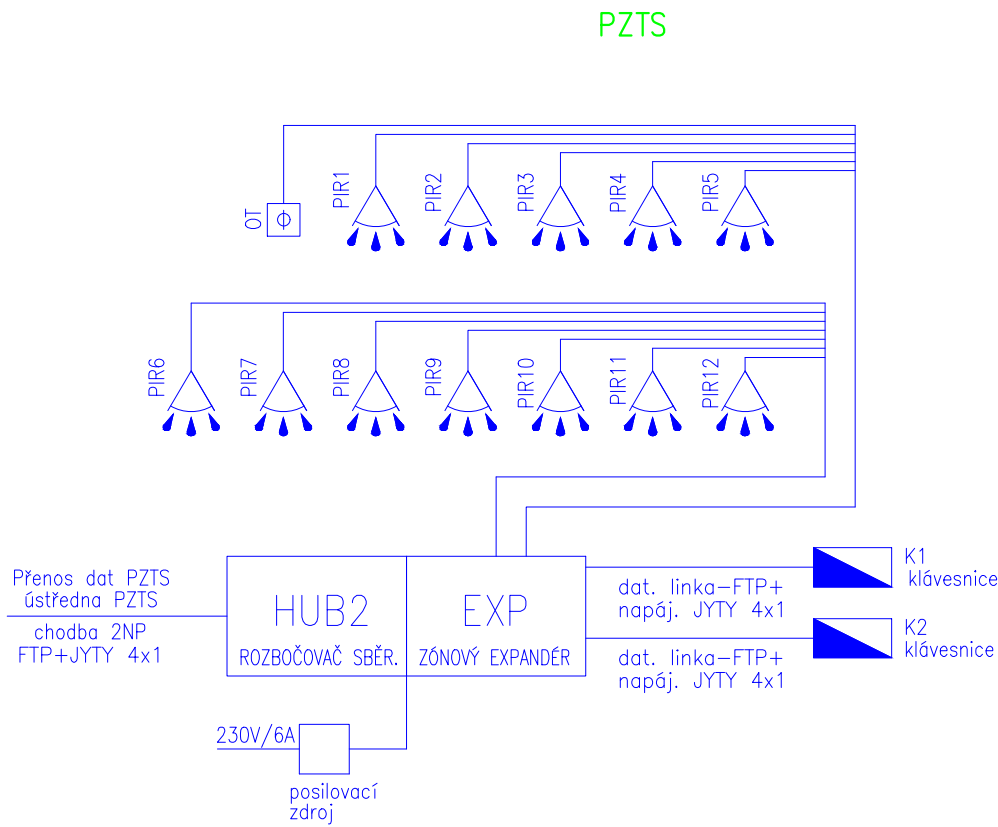 PZTS
OT
PIR1
PIR2
PIR3
PIR4
PIR5
PIR6
PIR7
PIR8
PIR9
PIR10
PIR11
PIR12
Přenos dat PZTS
ústředna PZTS
chodba 2NP
FTP+JYTY 4x1
HUB2
ROZBOČOVAČ SBĚR.
EXP
ZÓNOVÝ EXPANDÉR
dat. linka-FTP+
napáj. JYTY 4x1
K1
klávesnice
dat. linka-FTP+
napáj. JYTY 4x1
K2
klávesnice
230V/6A
posilovací
zdroj